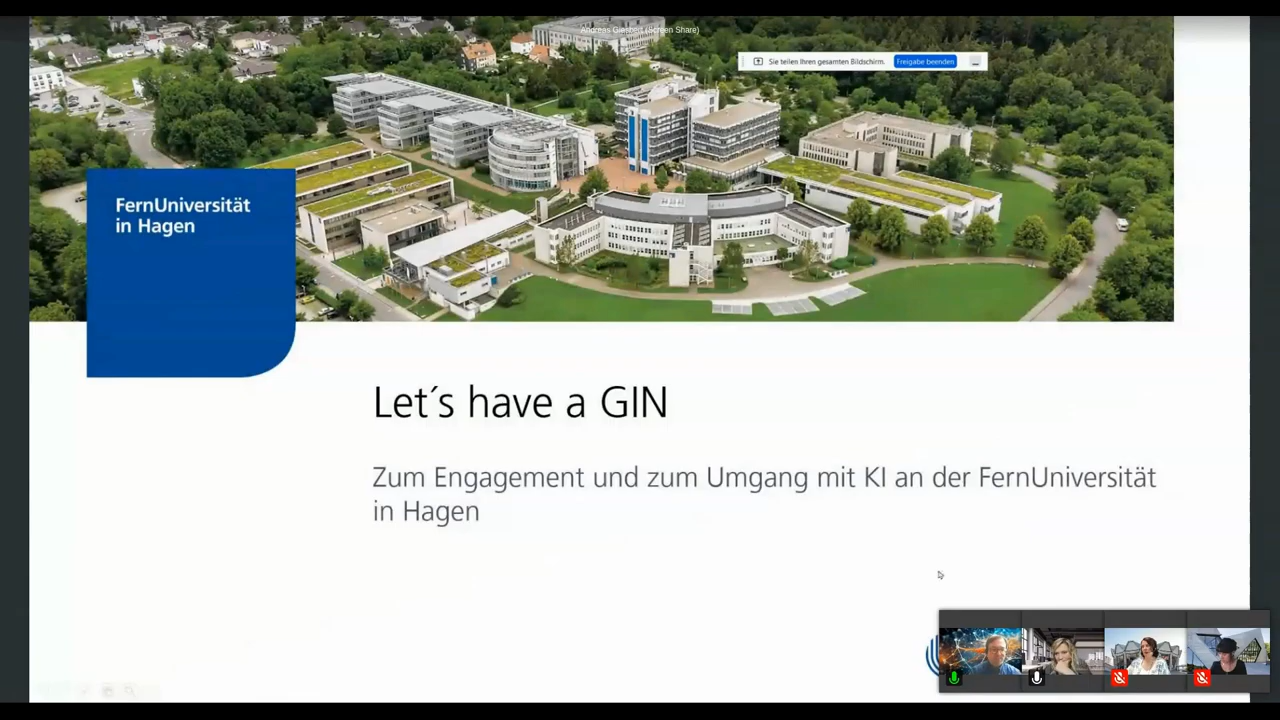 Andreas Giebert (Screen Share)
Sie teilen Ihren gesamten Bildschirm. Freigabe beenden
FernUniversität
in Hagen
Let´s have a GIN
Zum Engagement und zum Umgang mit KI an der FernUniversität
in Hagen